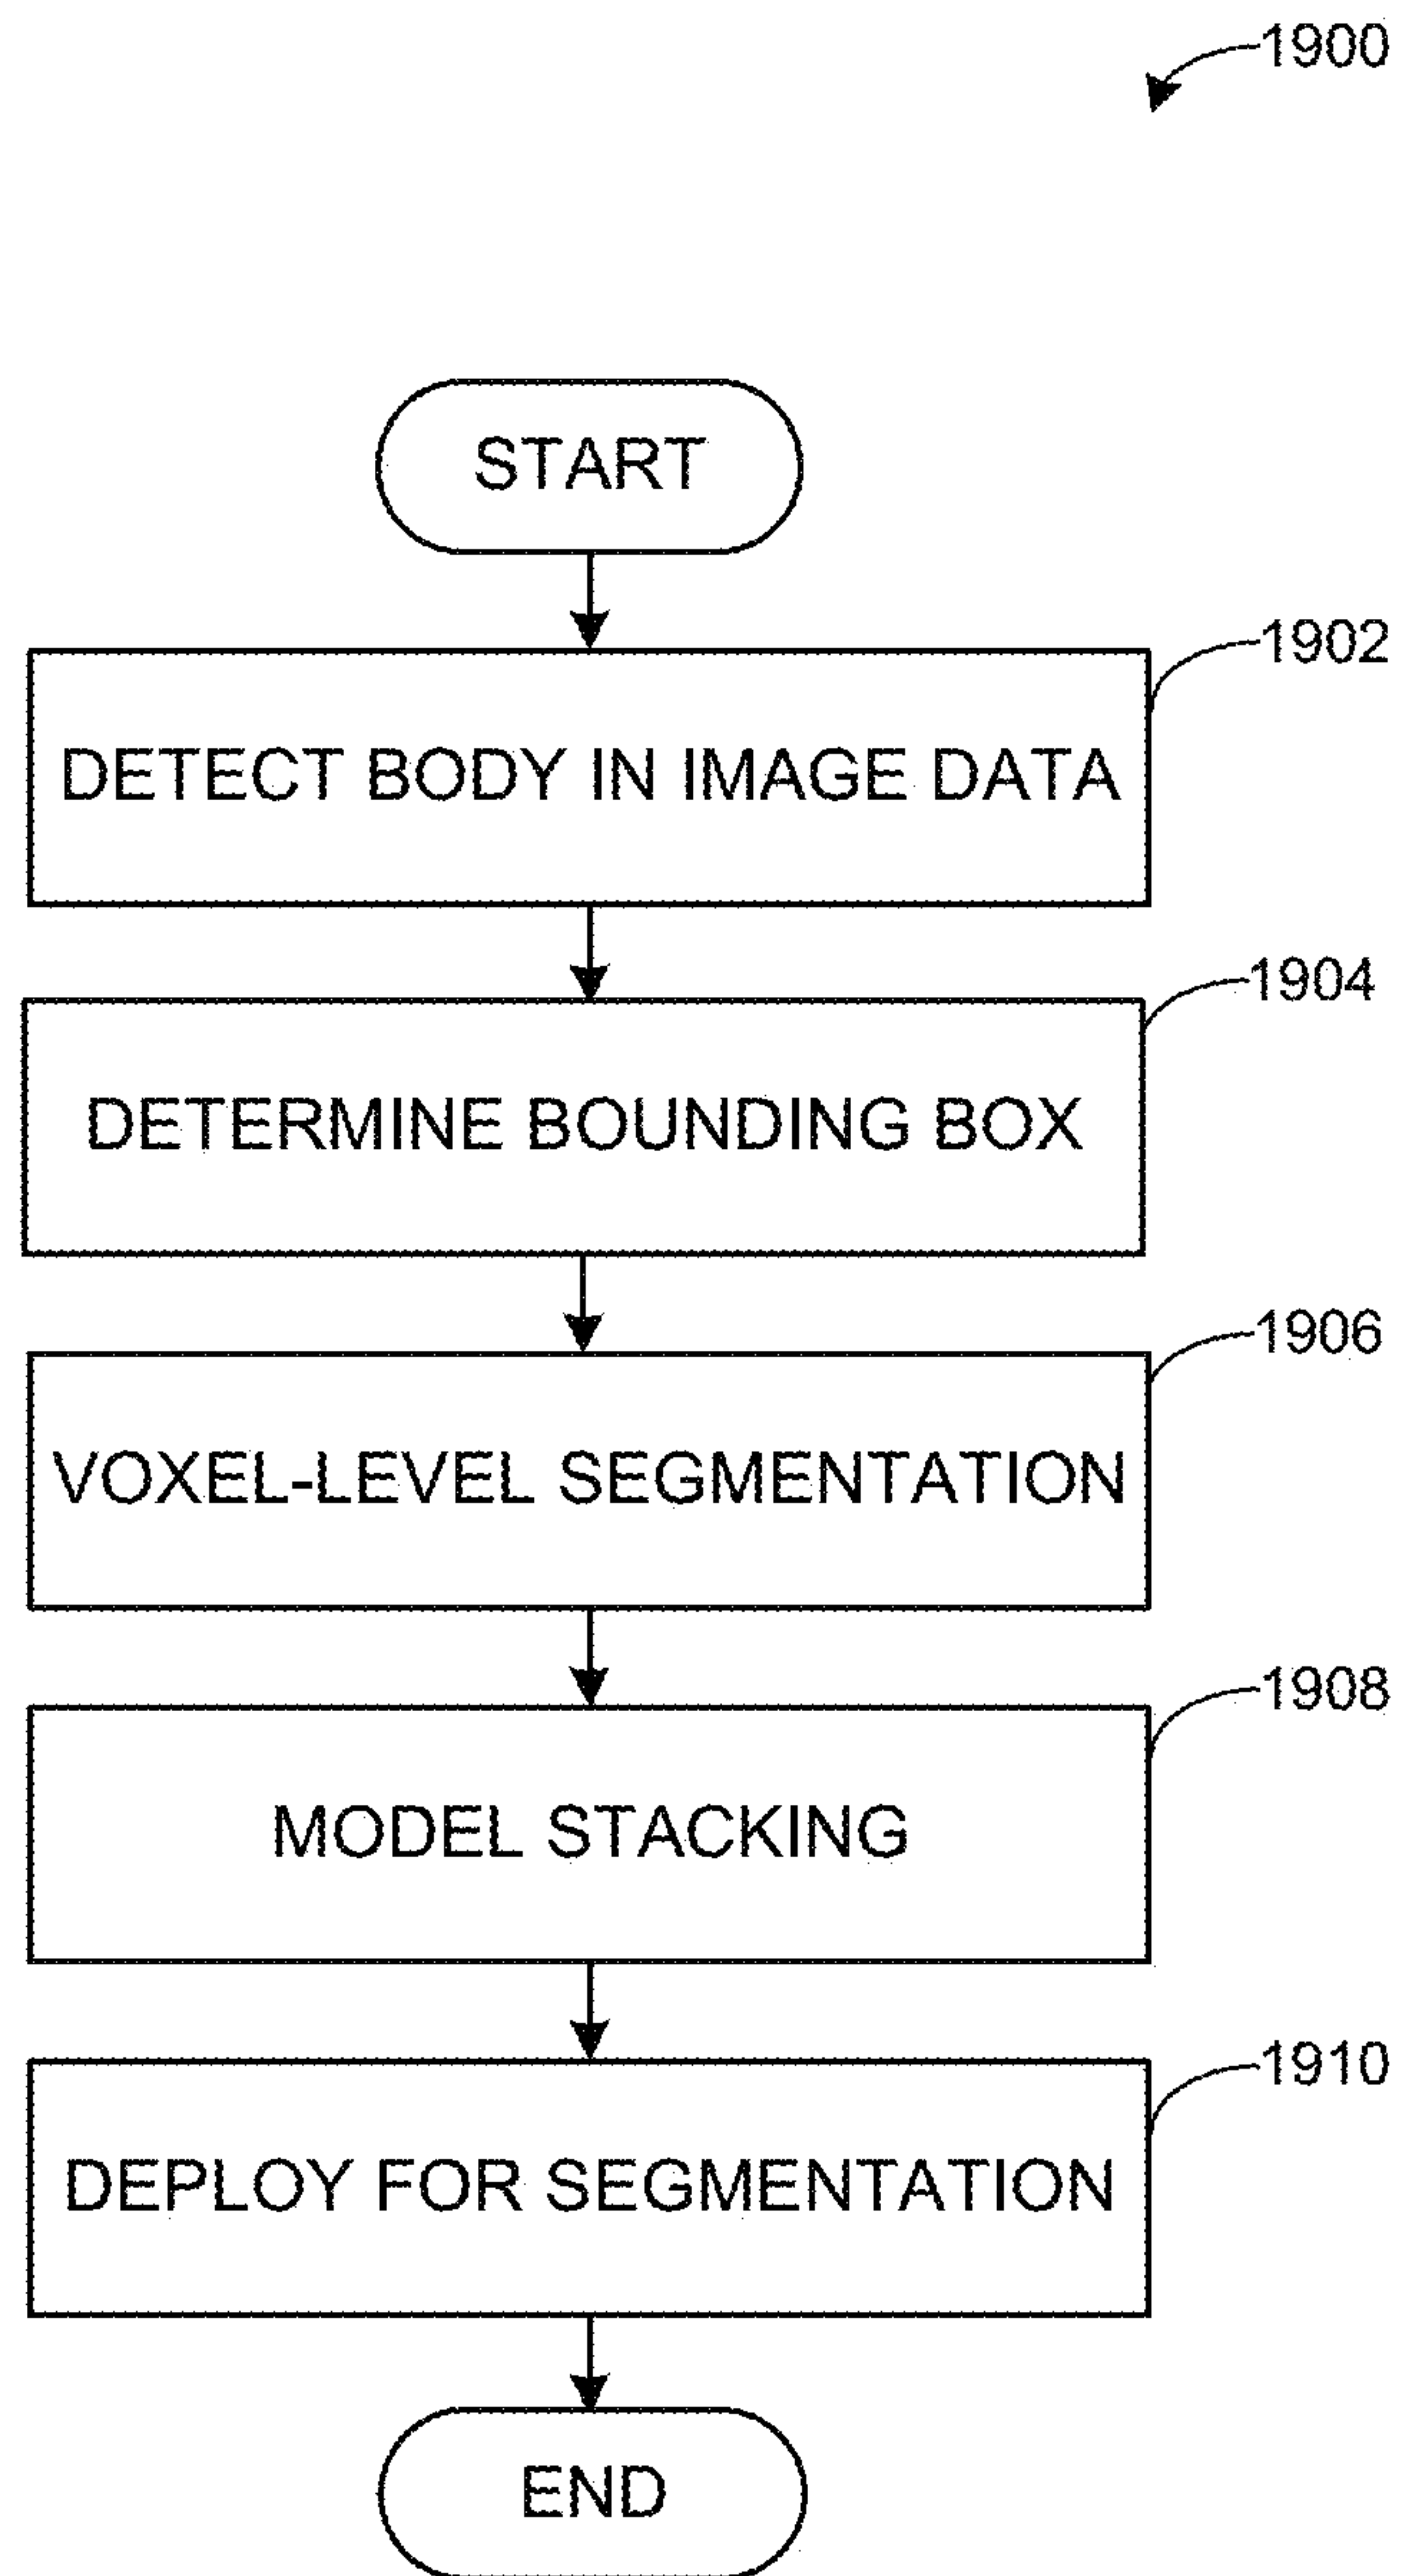 1900
START
1902
DETECT BODY IN IMAGE DATA
1904
DETERMINE BOUNDING BOX
1906
VOXEL-LEVEL SEGMENTATION
1908
MODEL STACKING
1910
DEPLOY FOR SEGMENTATION
END